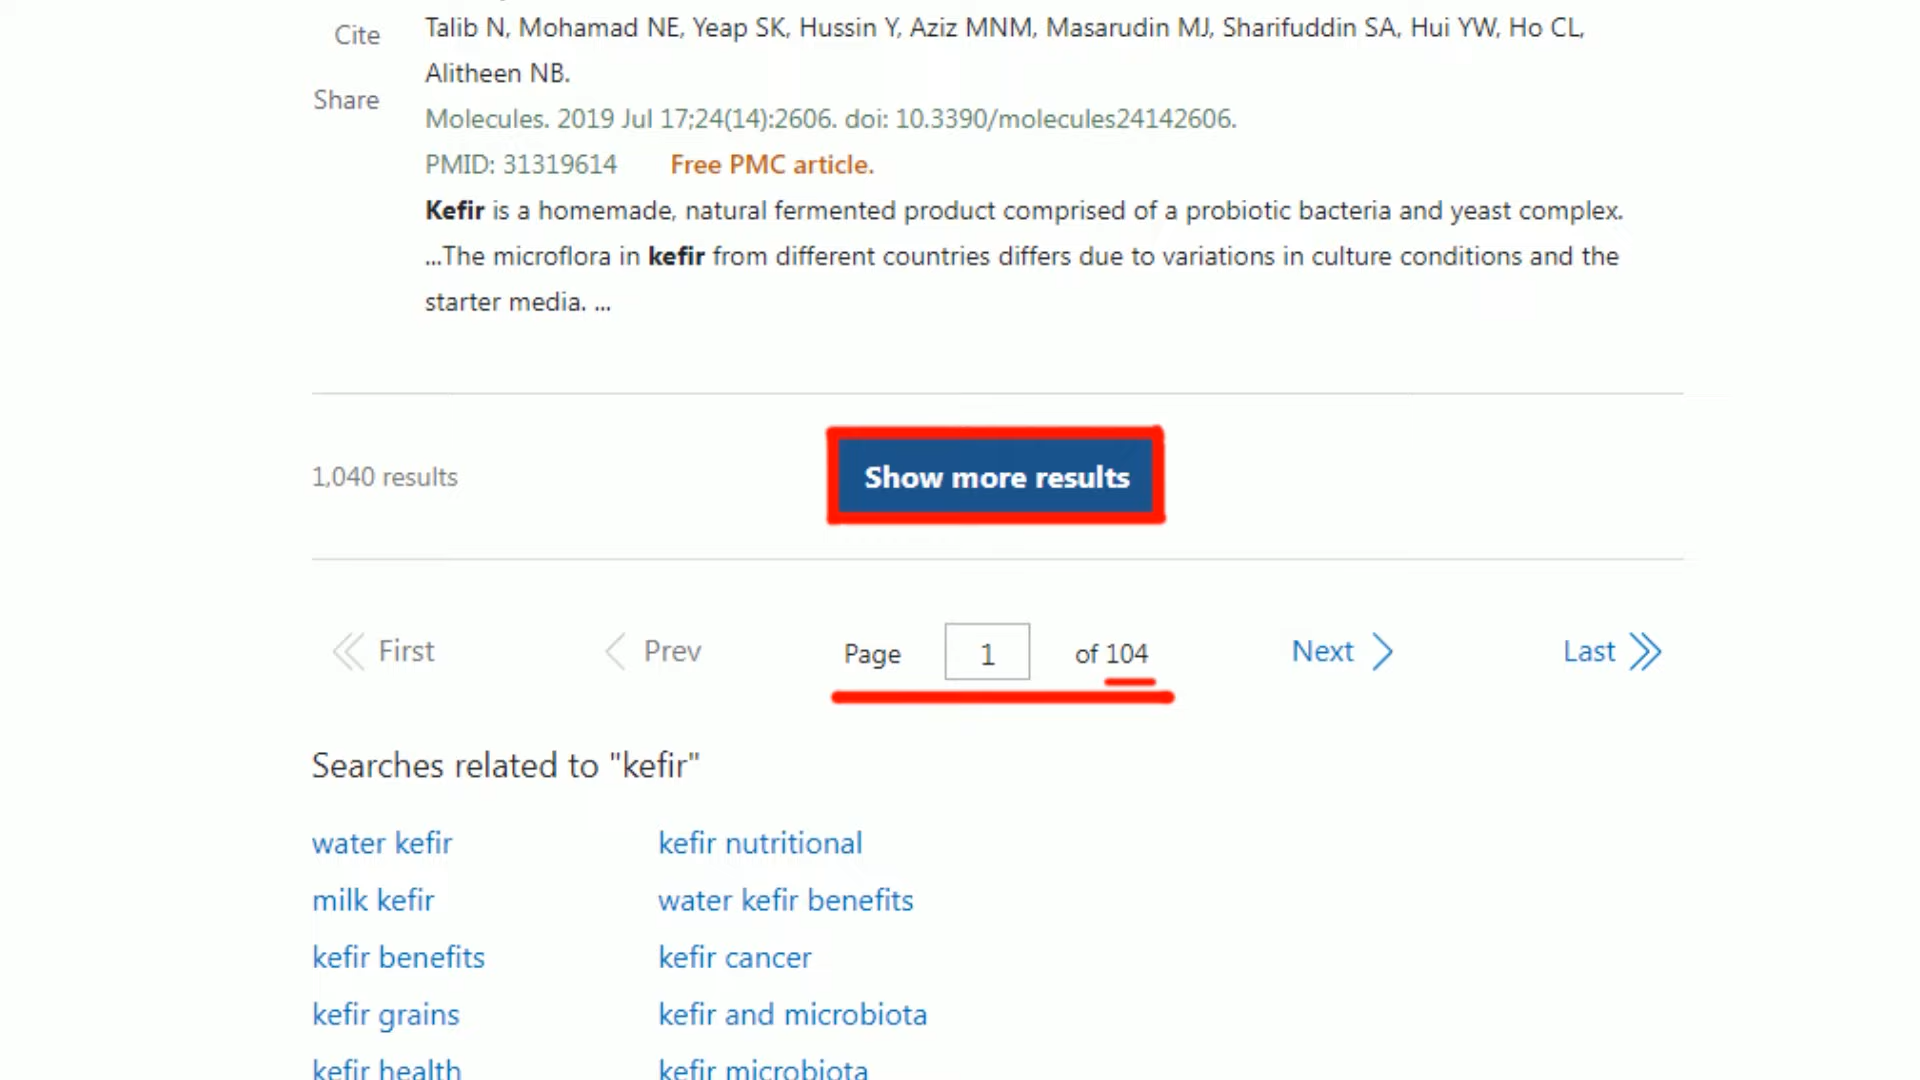 Cite
Talib N, Mohamad NE, Yeap SK, Hussin Y, Aziz MNM, Masarudin MJ, Sharifuddin SA, Hui YW, Ho CL,
Alitheen NB.
Share
Molecules. 2019 Jul 17;24(14):2606. doi: 10.3390/molecules24142606.
PMID: 31319614 Free PMC article.
Kefir is a homemade, natural fermented product comprised of a probiotic bacteria and yeast complex.
...The microflora in kefir from different countries differs due to variations in culture conditions and the
starter media. ...
1,040 results Show more results
First Prev Page 1 of 104 Next Last
Searches related to "kefir"
water kefir kefir nutritional
milk kefir water kefir benefits
kefir benefits kefir cancer
kefir grains kefir and microbiota
kefir health kefir microbiota